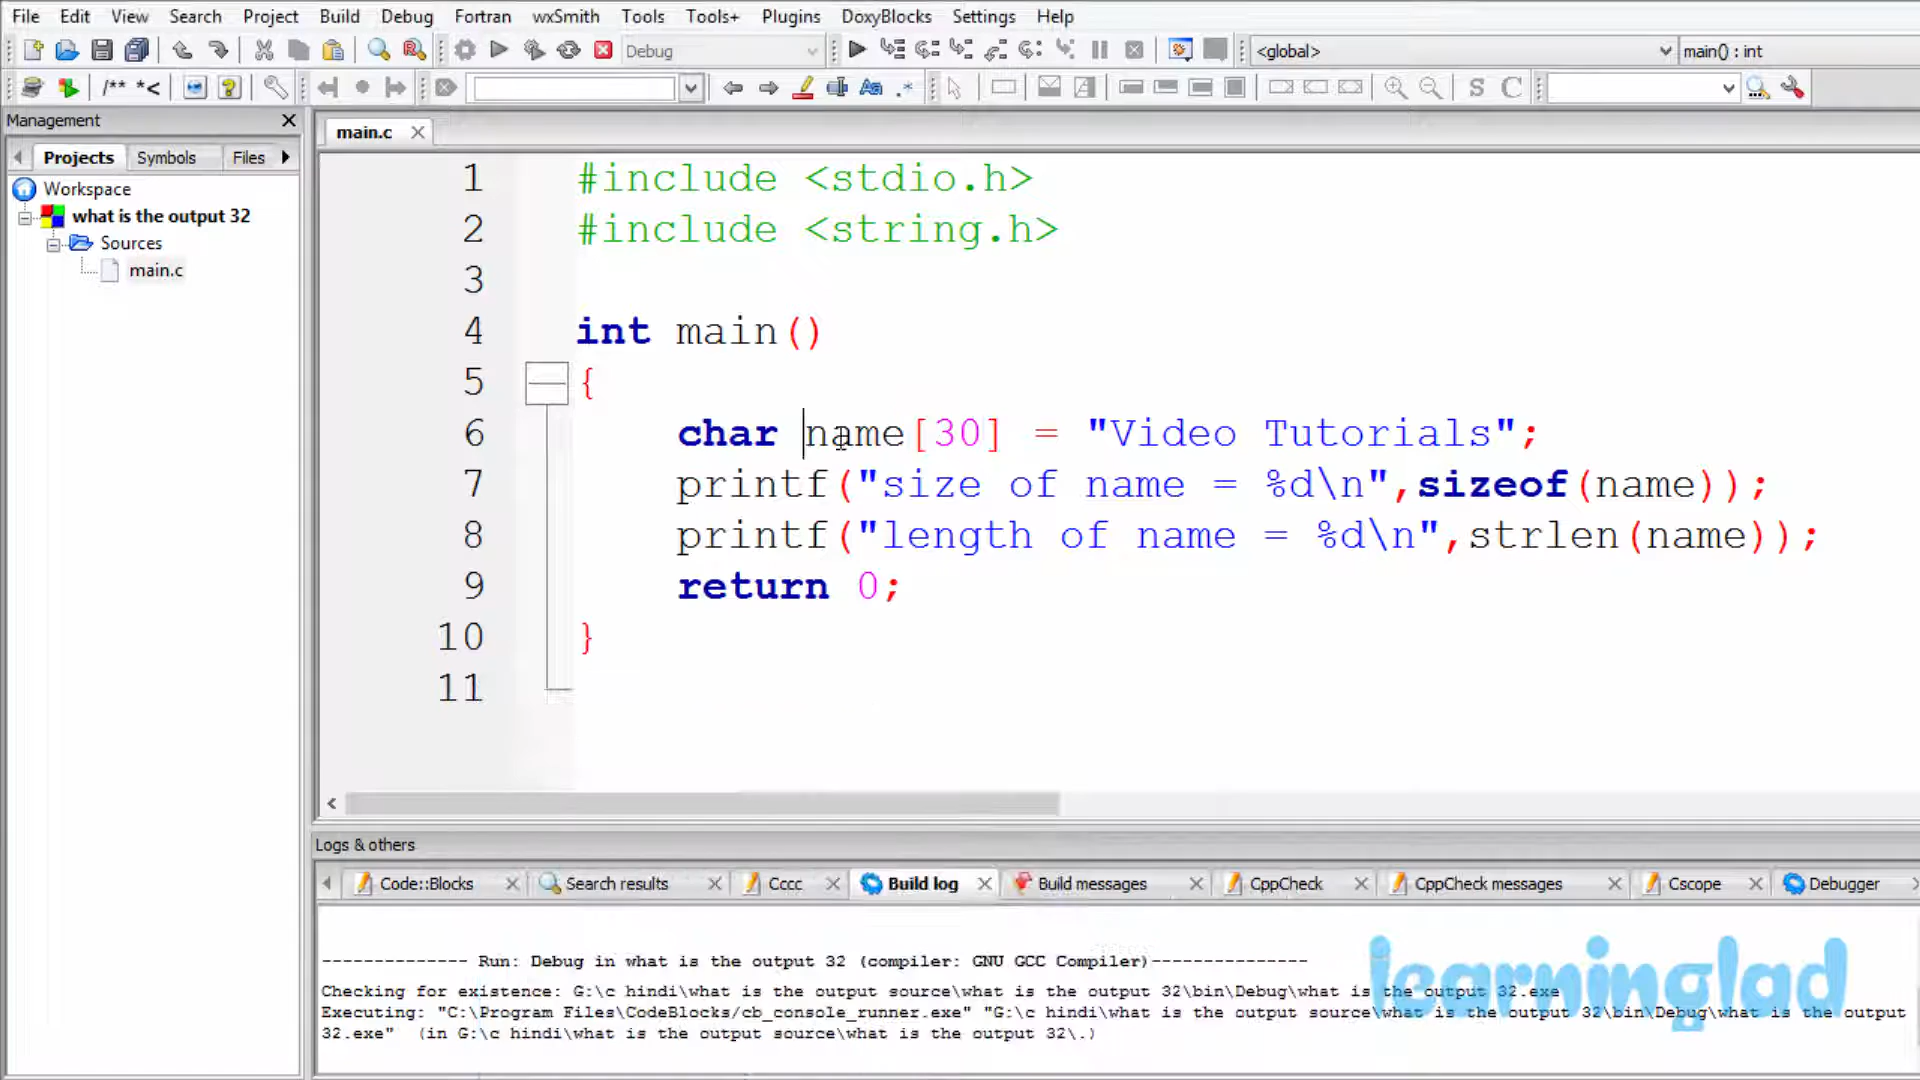 File Edit View Search Project Build Debug Fortran wxSmith Tools Tools+ Plugins DoxyBlocks Settings Help
Debug <global> main() : int
/** *<
Management
main.c
Projects Symbols Files
Workspace
what is the output 32
Sources
main.c
1 #include <stdio.h>
2 #include <string.h>
3
4 int main()
5 {
6 char name[30] = "Video Tutorials";
7 printf("size of name = %d\n",sizeof(name));
8 printf("length of name = %d\n",strlen(name));
9 return 0;
10 }
11
Logs & others
Code::Blocks Search results Cccc Build log Build messages CppCheck CppCheck messages Cscope Debugger
-------------- Run: Debug in what is the output 32 (compiler: GNU GCC Compiler)---------------
Checking for existence: G:\c hindi\what is the output source\what is the output 32\bin\Debug\what is the output 32.exe
Executing: "C:\Program Files\CodeBlocks/cb_console_runner.exe" "G:\c hindi\what is the output source\what is the output 32\bin\Debug\what is the output
32.exe" (in G:\c hindi\what is the output source\what is the output 32\.)
learninglad